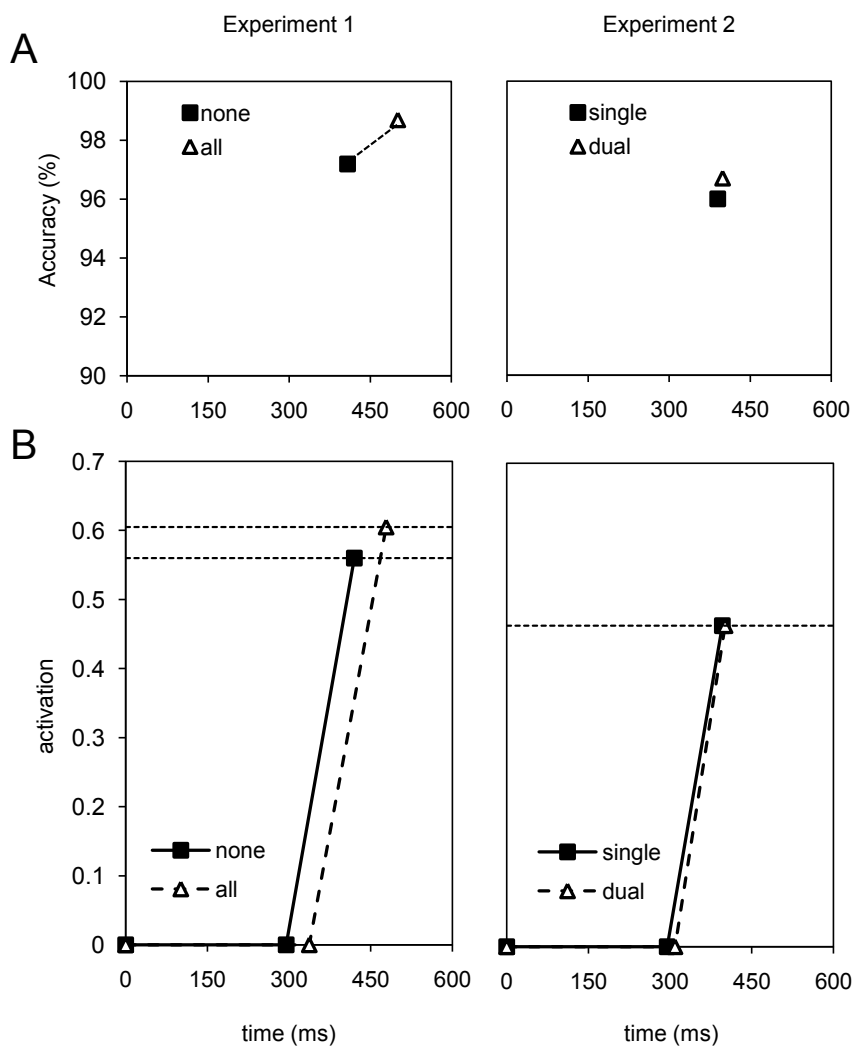 Experiment 1
Experiment 2
A
Accuracy (%)
100
98
96
94
92
90
none
all
0 150 300 450 600
single
dual
0 150 300 450 600
B
activation
0.7
0.6
0.5
0.4
0.3
0.2
0.1
0
none
all
0 150 300 450 600
time (ms)
single
dual
0 150 300 450 600
time (ms)